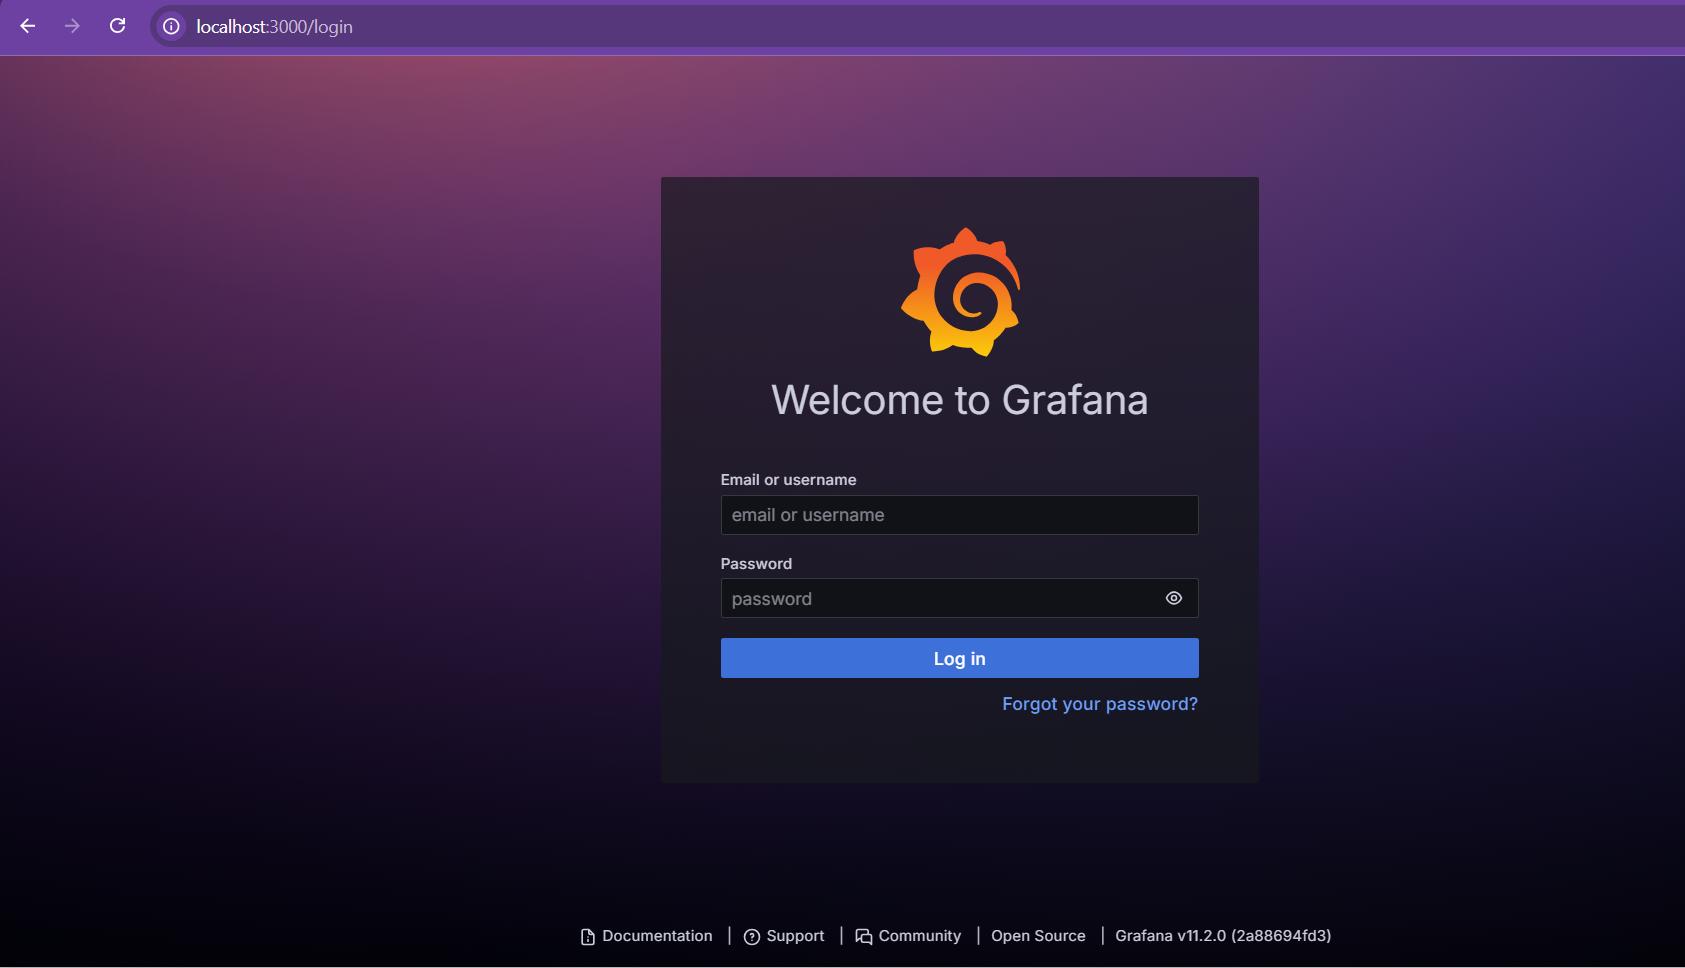 localhost:3000/login
Welcome to Grafana
Email or username
email or username
Password
password
Log in
Forgot your password?
Documentation | Support | Community | Open Source | Grafana v11.2.0 (2a88694fd3)